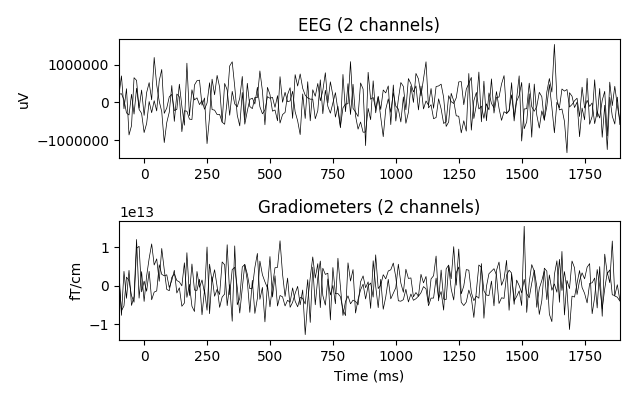 EEG (2 channels)
uV
1000000
0
−1000000
0 250 500 750 1000 1250 1500 1750
1e13
Gradiometers (2 channels)
fT/cm
1
0
−1
0 250 500 750 1000 1250 1500 1750
Time (ms)